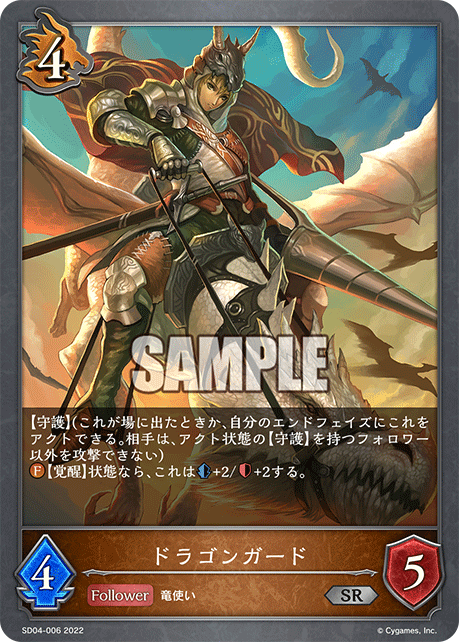 4
SAMPLE
【守護】(これが場に出たときか、自分のエンドフェイズにこれを
アクトできる。相手は、アクト状態の【守護】を持つフォロワー
以外を攻撃できない)
F【覚醒】状態なら、これは+2/+2する。
ドラゴンガード
4
Follower 竜使い
SR
5
SD04-006 2022
© Cygames, Inc.